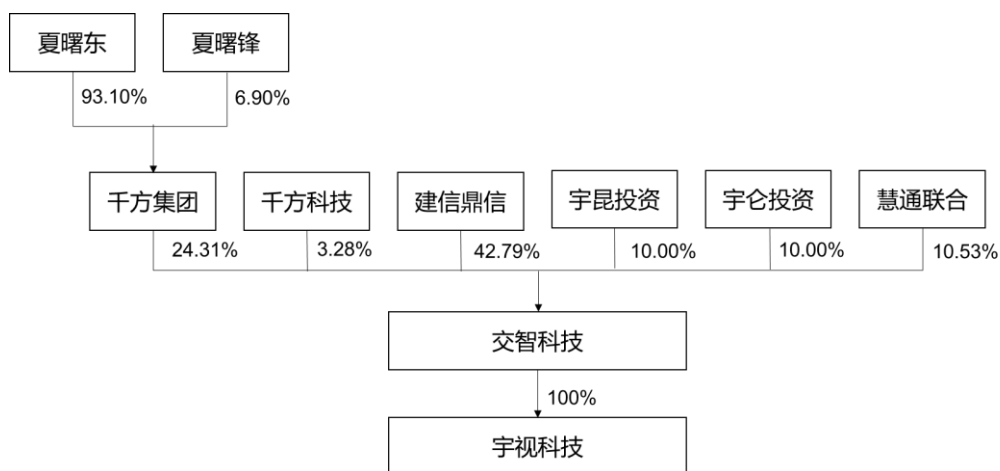 夏曙东
夏曙锋
93.10%
6.90%
千方集团
千方科技
建信鼎信
宇昆投资
宇仑投资
慧通联合
24.31%
3.28%
42.79%
10.00%
10.00%
10.53%
交智科技
100%
宇视科技